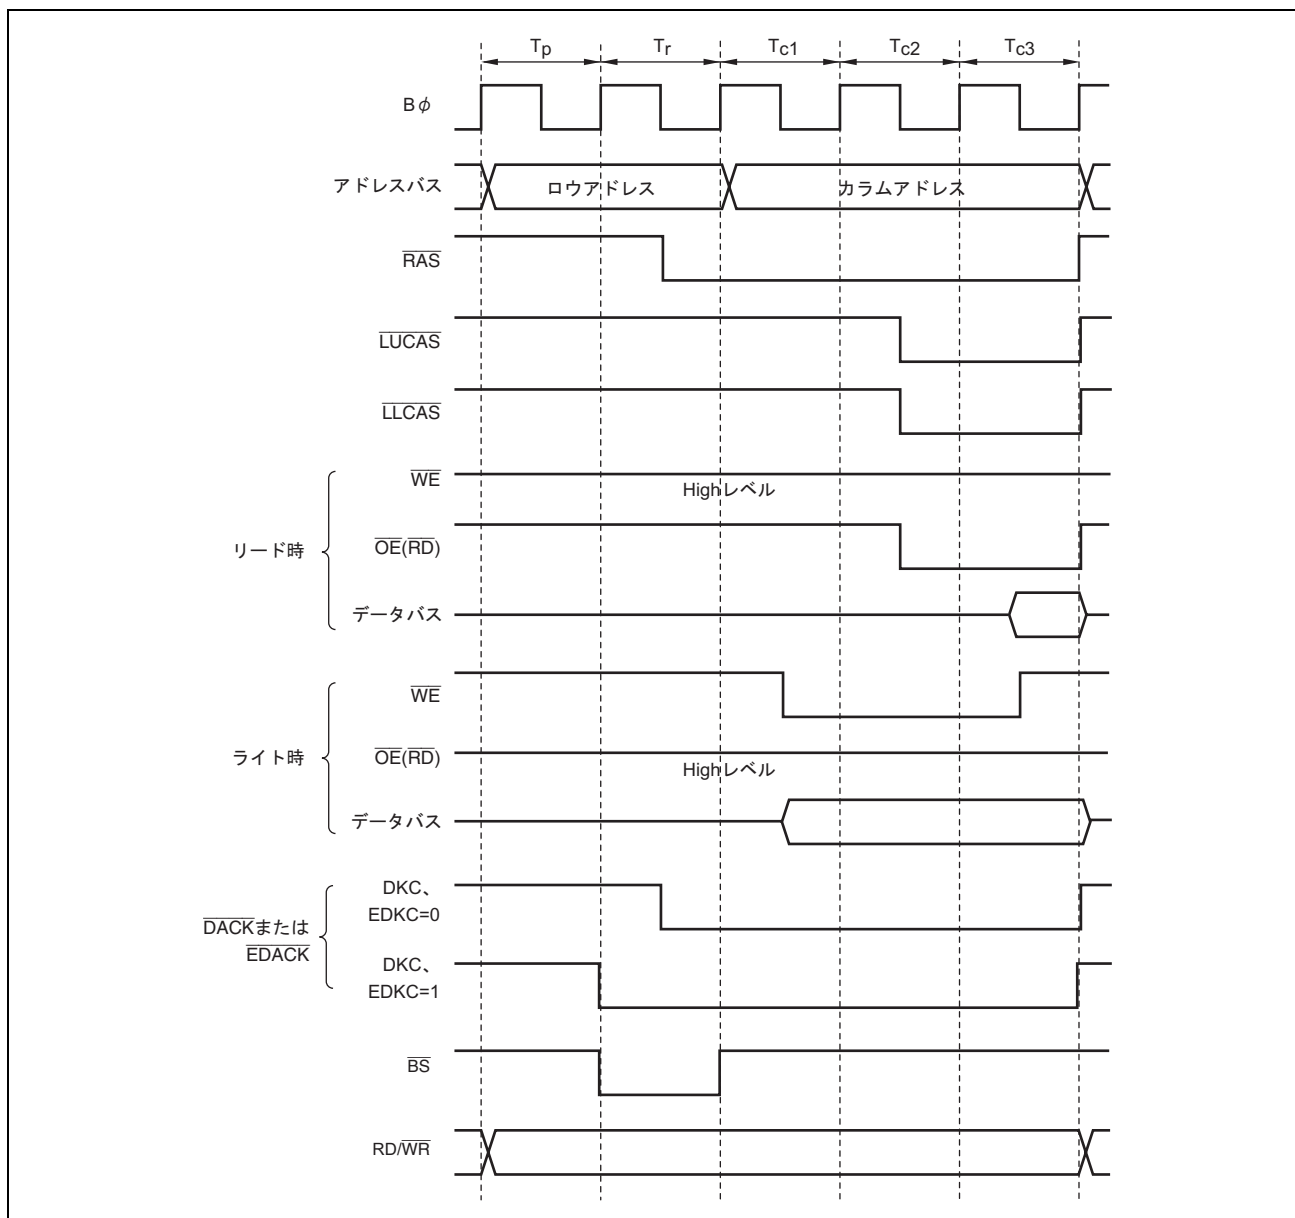 Tp Tr Tc1 Tc2 Tc3
Bφ
アドレスバス ロウアドレス カラムアドレス
RAS
LUCAS
LLCAS
WE
Highレベル
リード時 OE(RD)
データバス
WE
ライト時 OE(RD)
Highレベル
データバス
DKC、
EDKC=0
DACKまたは
EDACK
DKC、
EDKC=1
BS
RD/WR